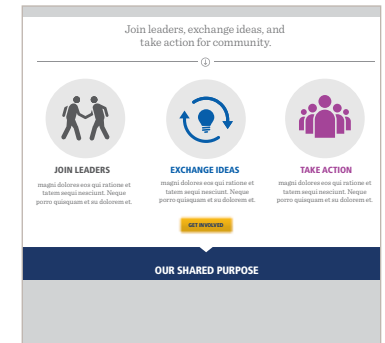 Join leaders, exchange ideas, and
take action for community.
JOIN LEADERS
magni dolores eos qui ratione et
tatem sequi nesciunt. Neque
porro quisquam et su dolorem et.
EXCHANGE IDEAS
magni dolores eos qui ratione et
tatem sequi nesciunt. Neque
porro quisquam et su dolorem et.
TAKE ACTION
magni dolores eos qui ratione et
tatem sequi nesciunt. Neque
porro quisquam et su dolorem et.
GET INVOLVED
OUR SHARED PURPOSE